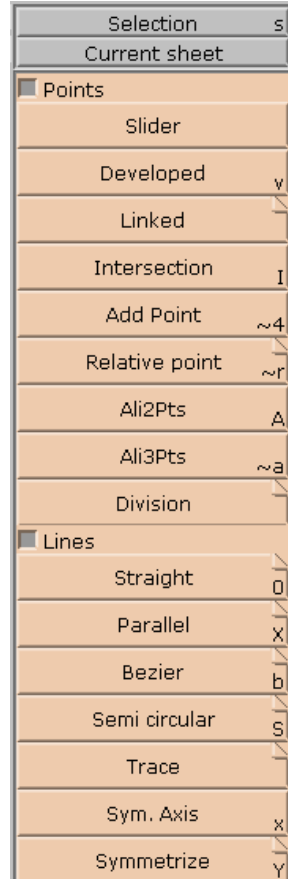 Selection s
Current sheet
Points
Slider
Developed v
Linked
Intersection I
Add Point ~4
Relative point ~r
Ali2Pts A
Ali3Pts ~a
Division
Lines
Straight 0
Parallel X
Bezier b
Semi circular S
Trace
Sym. Axis x
Symmetrize Y